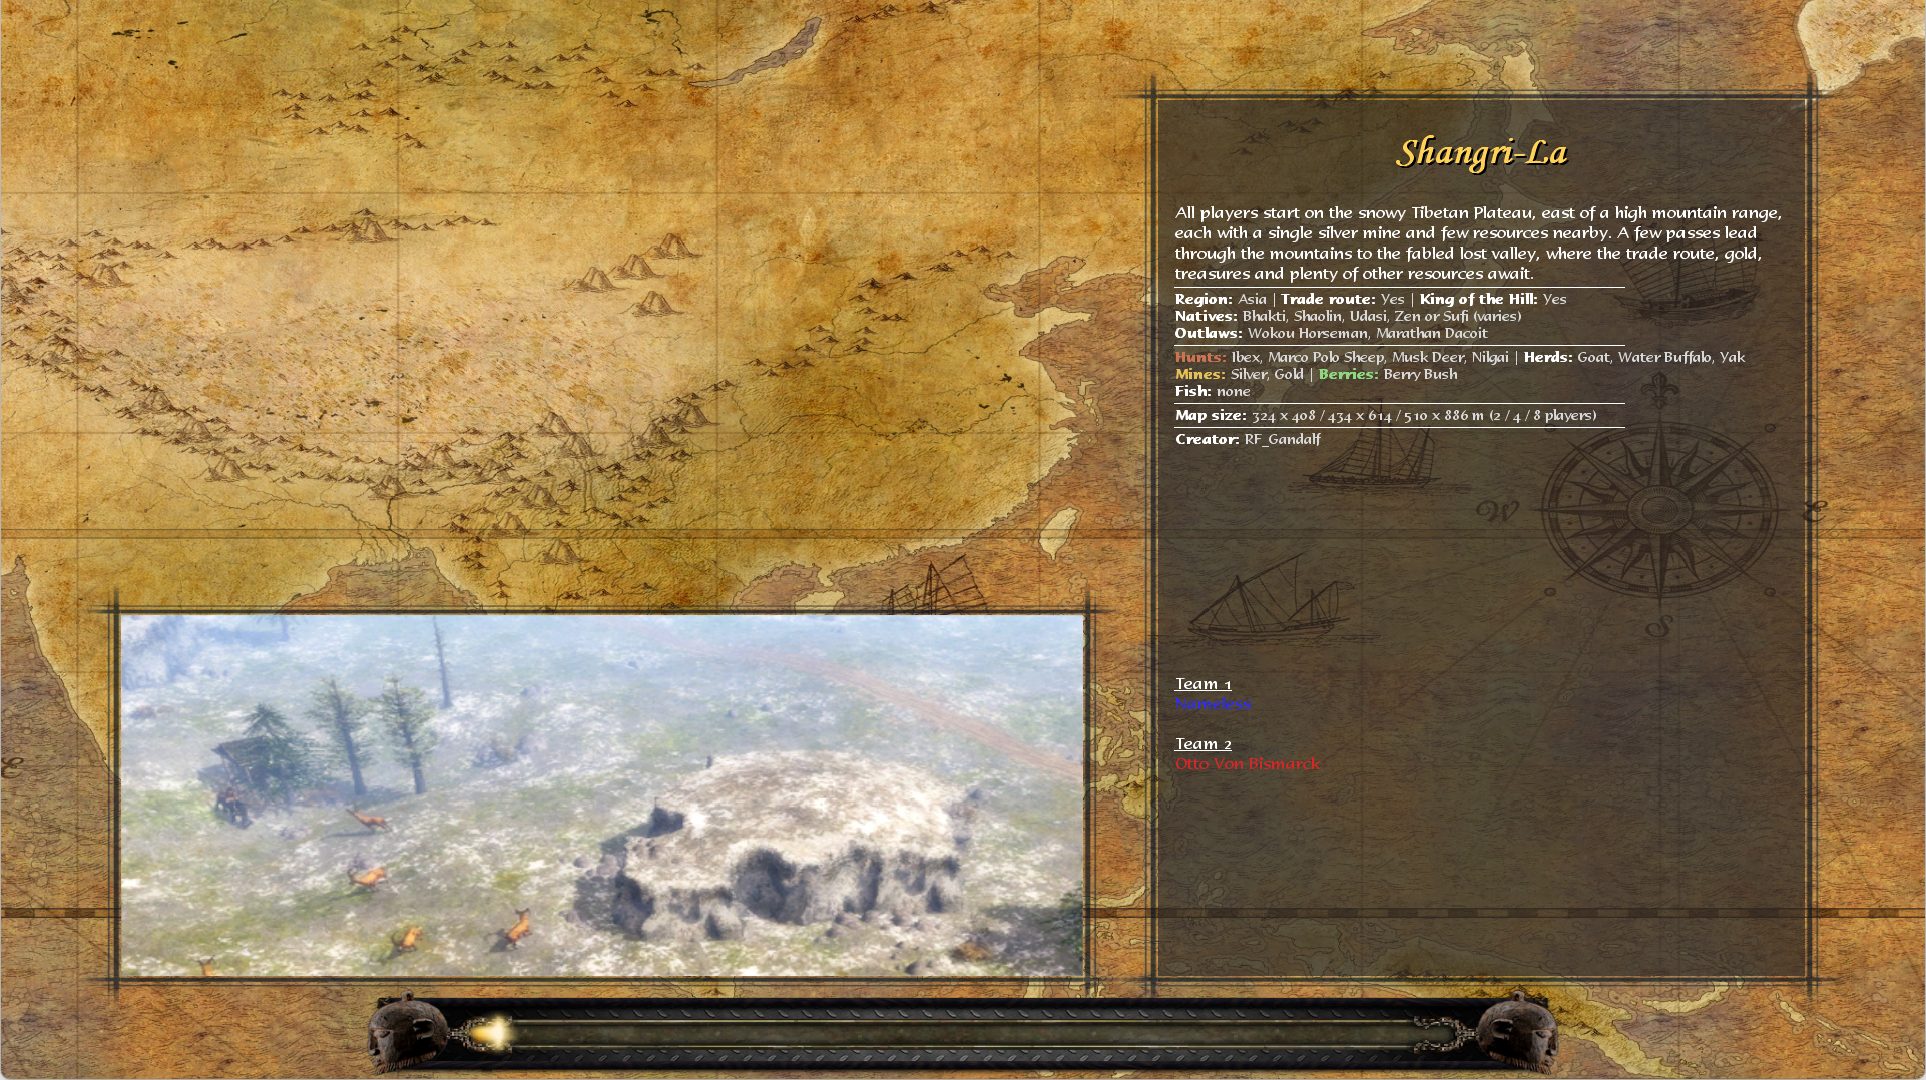 Shangri-La
All players start on the snowy Tibetan Plateau, east of a high mountain range,
each with a single silver mine and few resources nearby. A few passes lead
through the mountains to the fabled lost valley, where the trade route, gold,
treasures and plenty of other resources await.
Region: Asia | Trade route: Yes | King of the Hill: Yes
Natives: Bhakti, Shaolin, Udasi, Zen or Sufi (varies)
Outlaws: Wokou Horseman, Marathan Dacoit
Hunts: Ibex, Marco Polo Sheep, Musk Deer, Nilgai | Herds: Goat, Water Buffalo, Yak
Mines: Silver, Gold | Berries: Berry Bush
Fish: none
Map size: 324 x 408 / 434 x 614 / 510 x 886 m (2 / 4 / 8 players)
Creator: RF_Gandalf
W
S
Team 1
Nameless
Team 2
Otto Von Bismarck